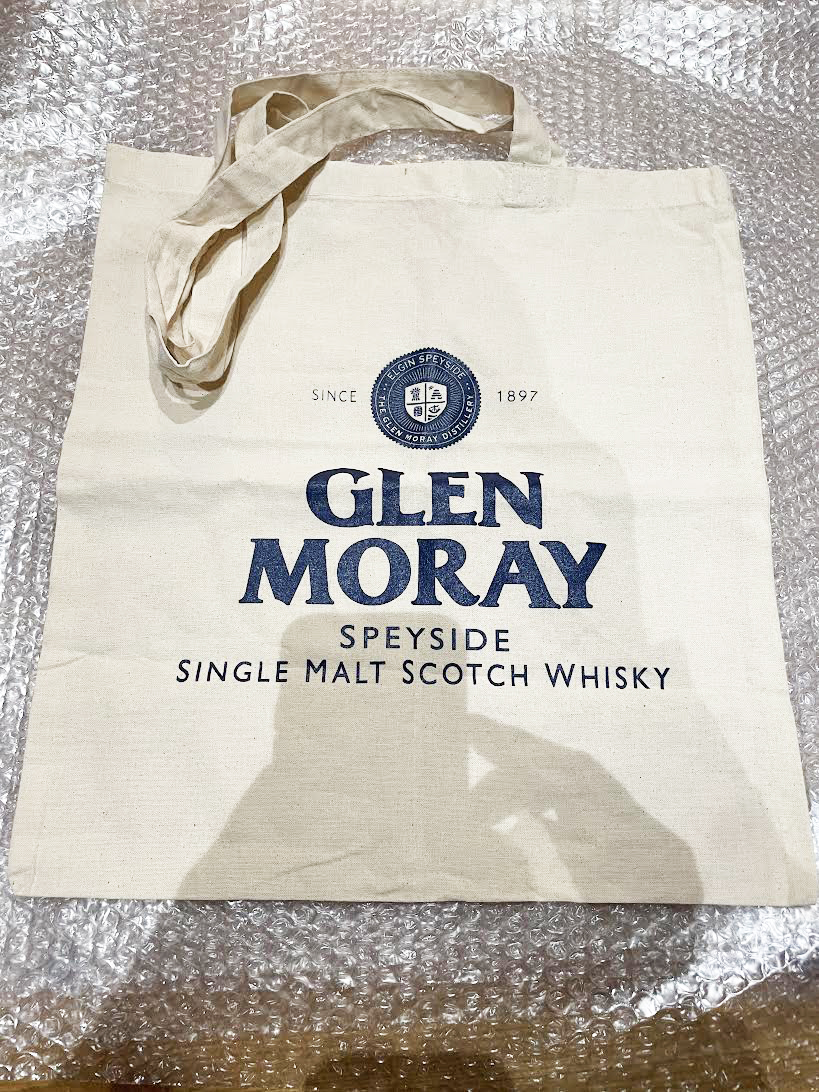 ELGIN SPEYSIDE
SINCE 1897
THE GLEN MORAY DISTILLERY
GLEN
MORAY
SPEYSIDE
SINGLE MALT SCOTCH WHISKY